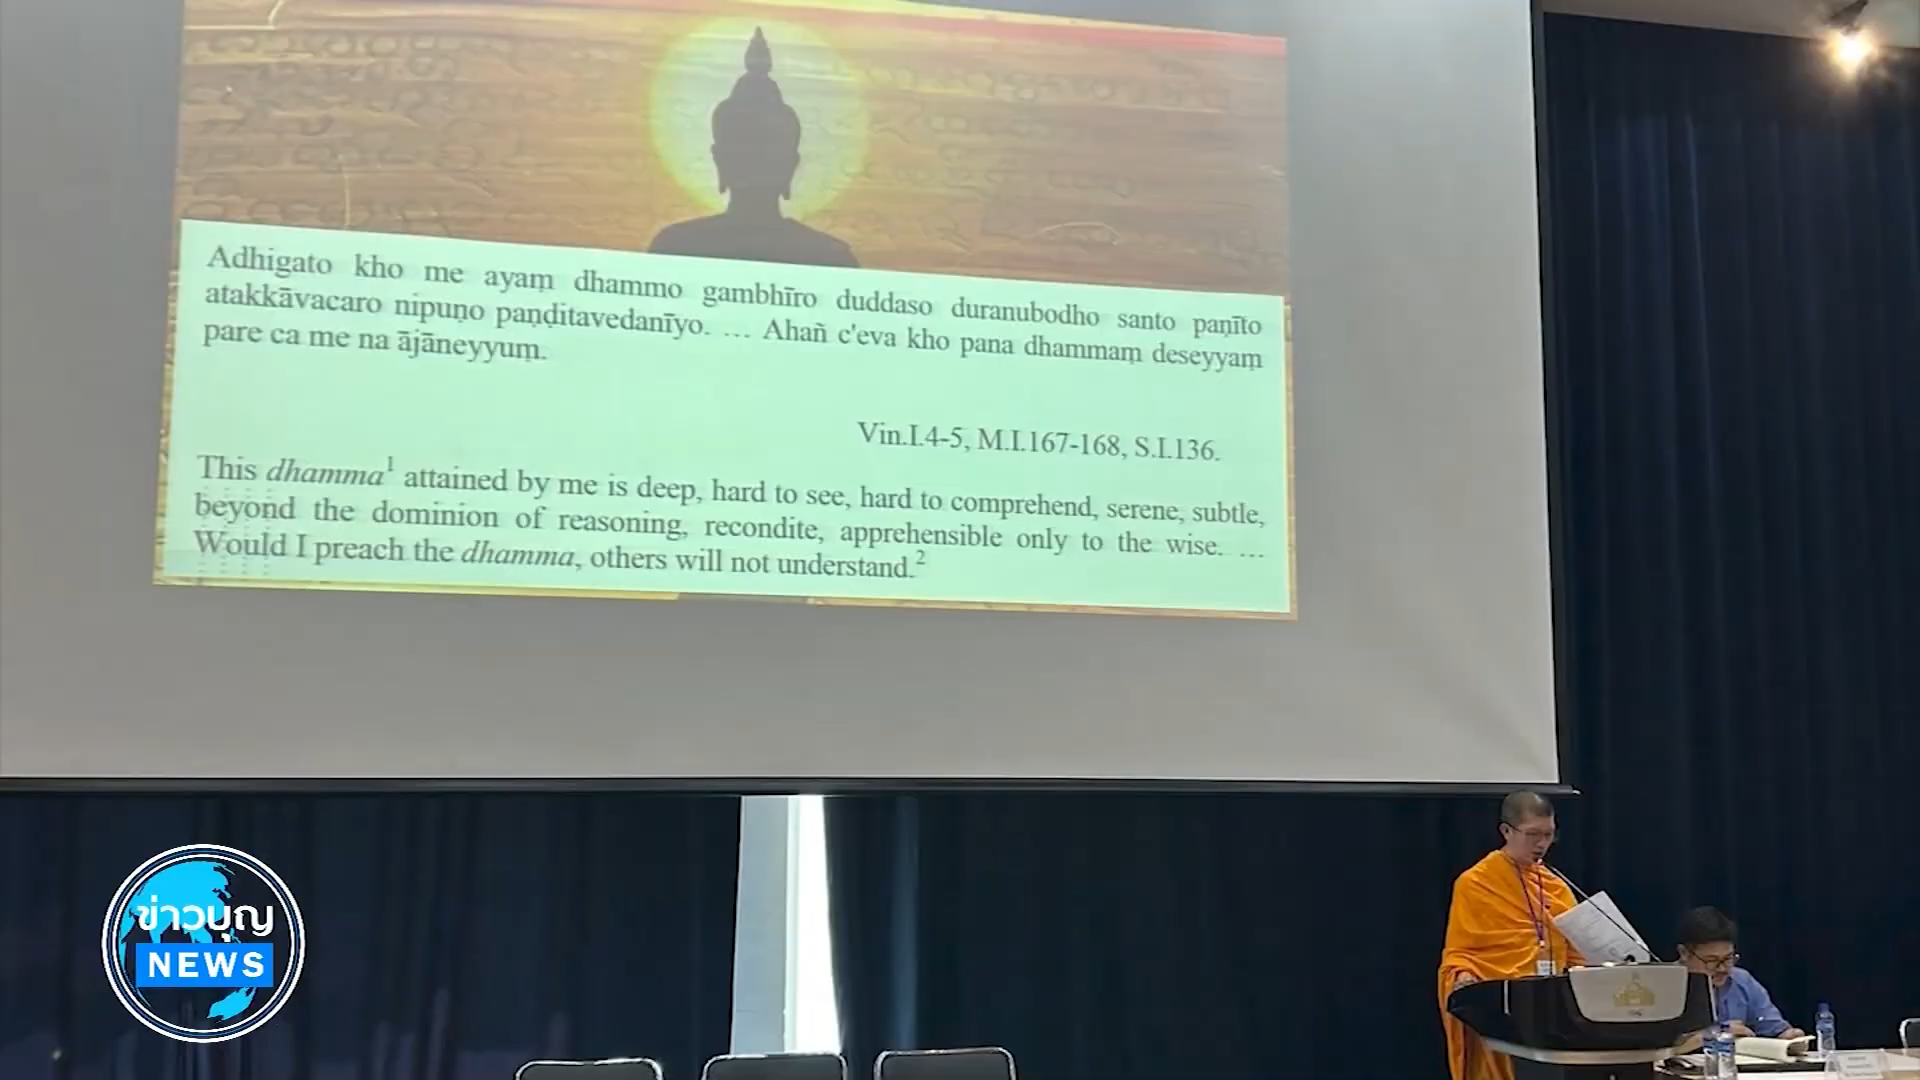 Adhigato kho me ayaṃ dhammo gambhīro duddaso duranubodho santo paṇīto
atakkāvacaro nipuṇo paṇḍitavedanīyo. … Ahañ c'eva kho pana dhammaṃ deseyyaṃ
pare ca me na ājāneyyuṃ.
Vin.I.4-5, M.I.167-168, S.I.136.
This dhamma¹ attained by me is deep, hard to see, hard to comprehend, serene, subtle,
beyond the dominion of reasoning, recondite, apprehensible only to the wise. …
Would I preach the dhamma, others will not understand.²
ข่าวบุญ
NEWS